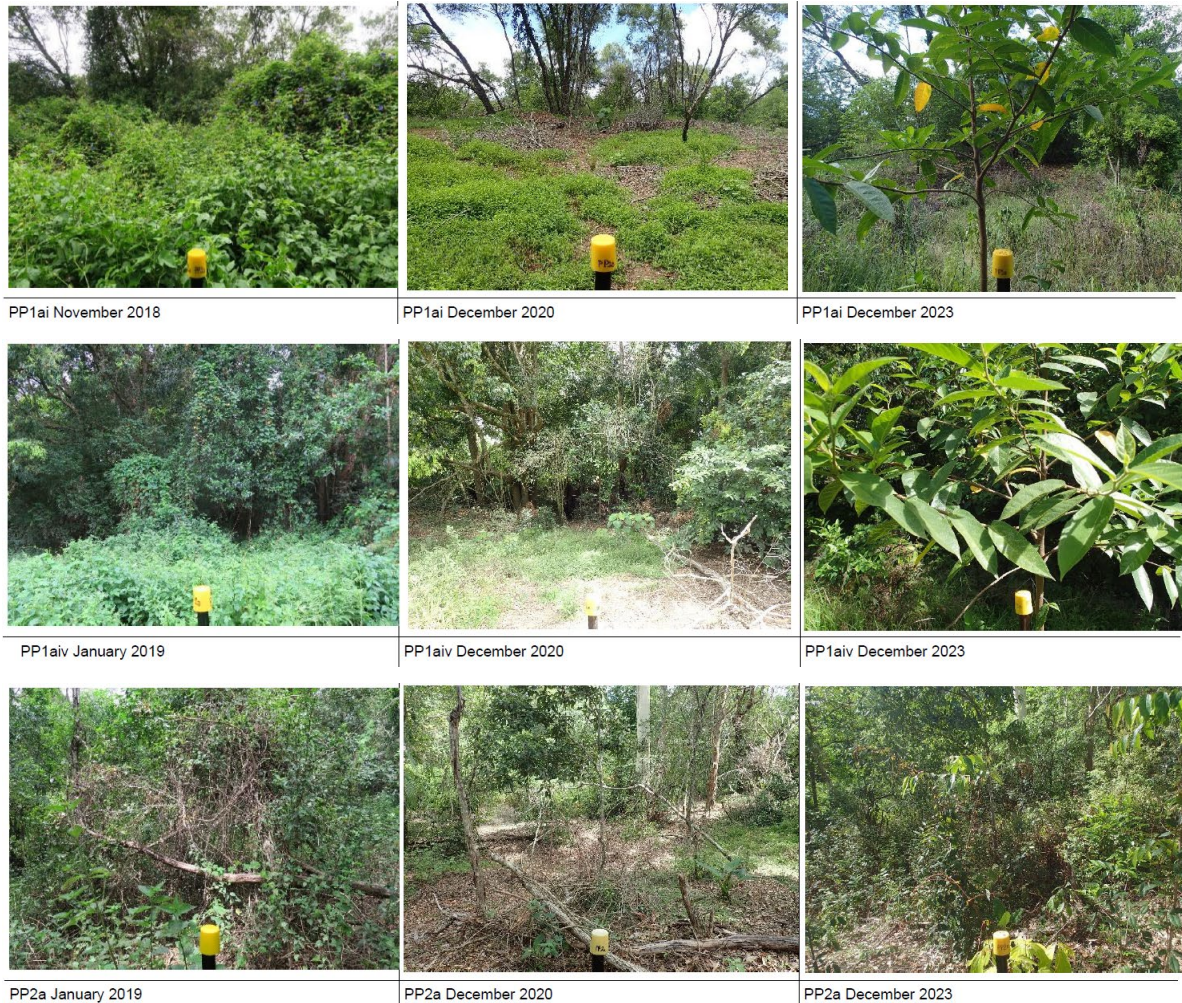 PP1ai November 2018
PP1ai December 2020
PP1ai December 2023
PP1aiv January 2019
PP1aiv December 2020
PP1aiv December 2023
PP2a January 2019
PP2a December 2020
PP2a December 2023